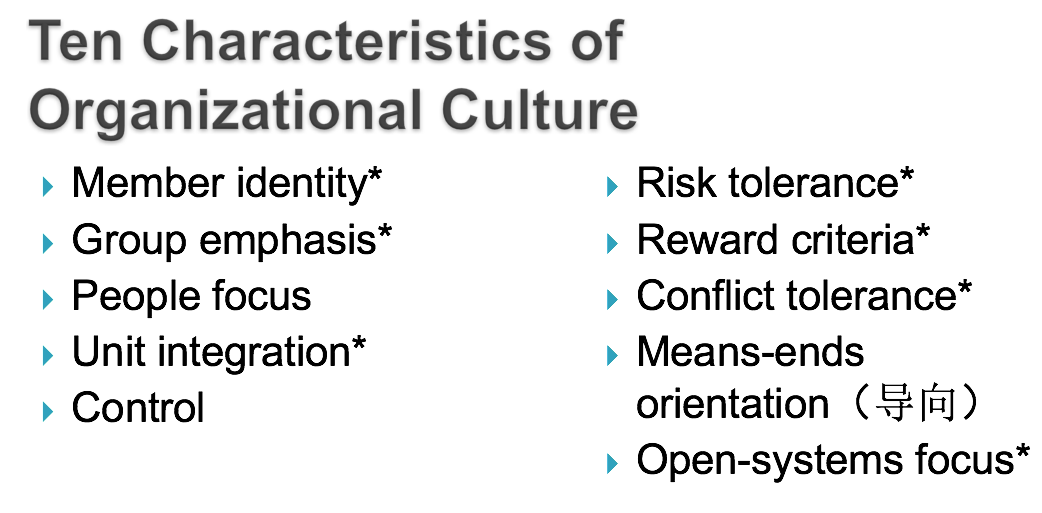 Ten Characteristics of
Organizational Culture
Member identity*
Group emphasis*
People focus
Unit integration*
Control
Risk tolerance*
Reward criteria*
Conflict tolerance*
Means-ends
orientation（导向）
Open-systems focus*